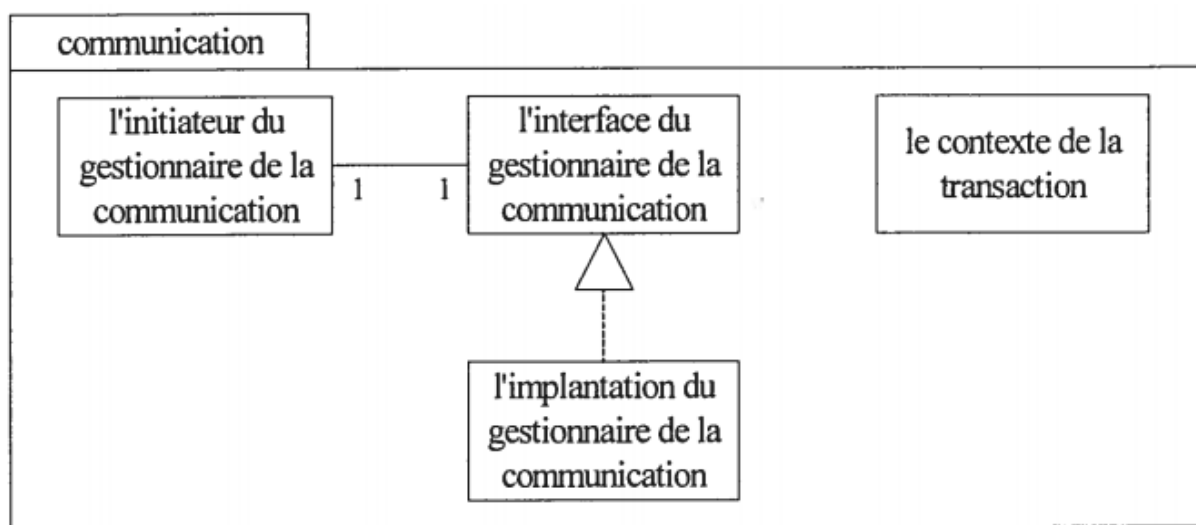 communication
l'initiateur du
gestionnaire de la
communication
1
1
l'interface du
gestionnaire de la
communication
le contexte de la
transaction
l'implantation du
gestionnaire de la
communication